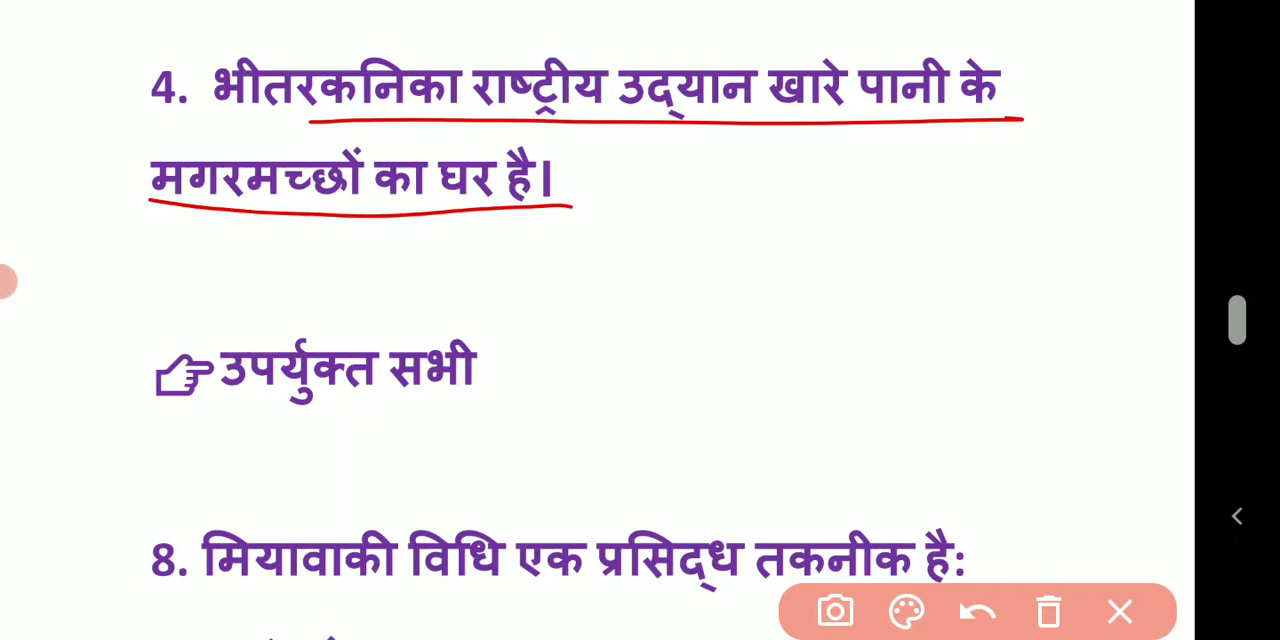 4. भीतरकनिका राष्ट्रीय उद्यान खारे पानी के
मगरमच्छों का घर है।
उपर्युक्त सभी
8. मियावाकी विधि एक प्रसिद्ध तकनीक है: